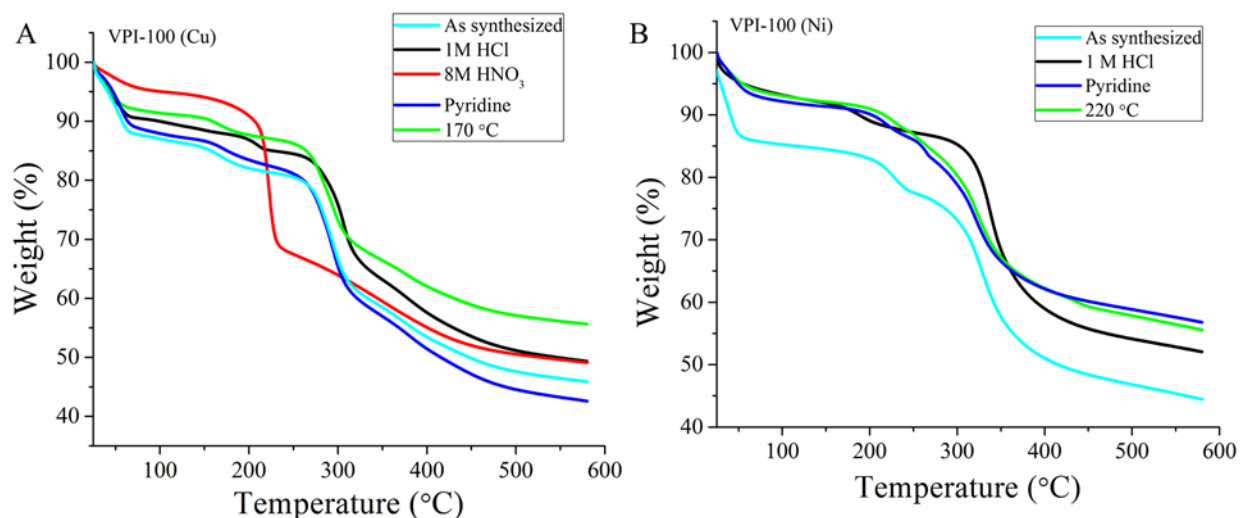 A
VPI-100 (Cu)
As synthesized
1M HCl
8M HNO₃
Pyridine
170 °C
100
90
80
70
60
50
40
Weight (%)
100 200 300 400 500 600
Temperature (°C)
B
VPI-100 (Ni)
As synthesized
1 M HCl
Pyridine
220 °C
100
90
80
70
60
50
40
Weight (%)
100 200 300 400 500 600
Temperature (°C)